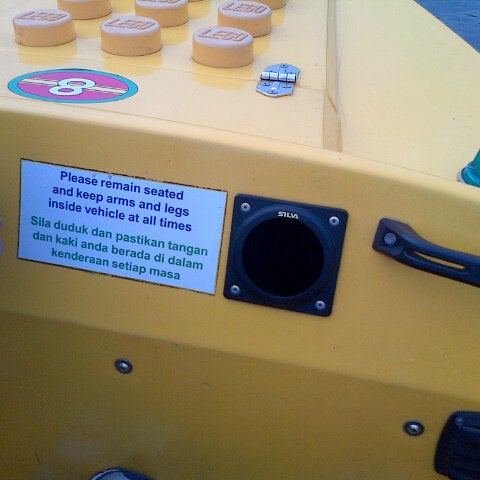 LEGO
LEGO
LEGO
LEGO
8
Please remain seated
and keep arms and legs
inside vehicle at all times
Sila duduk dan pastikan tangan
dan kaki anda berada di dalam
kenderaan setiap masa
SILVA